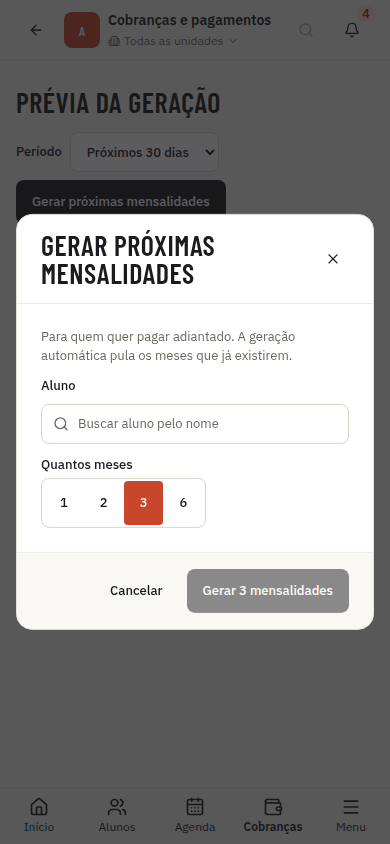 A
Cobranças e pagamentos
Todas as unidades
4
PRÉVIA DA GERAÇÃO
Período
Próximos 30 dias
Gerar próximas mensalidades
GERAR PRÓXIMAS
MENSALIDADES
Para quem quer pagar adiantado. A geração
automática pula os meses que já existirem.
Aluno
Buscar aluno pelo nome
Quantos meses
1 2 3 6
Cancelar
Gerar 3 mensalidades
Início
Alunos
Agenda
Cobranças
Menu